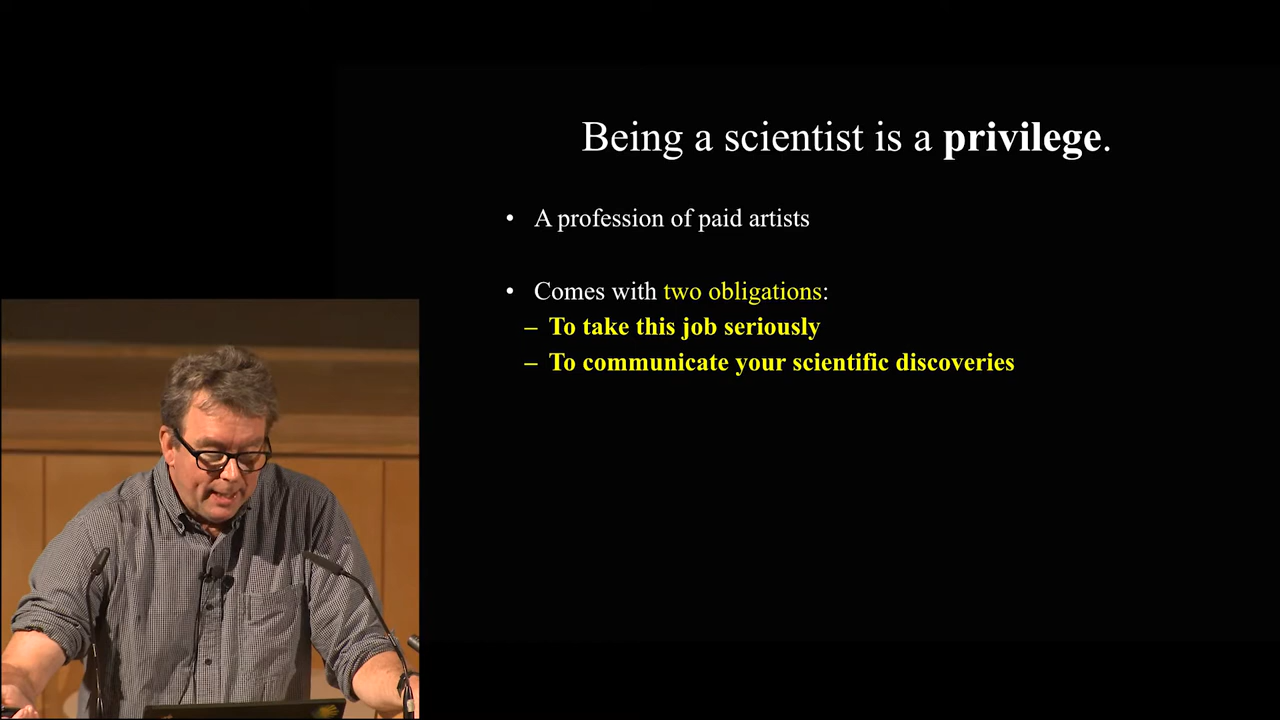 Being a scientist is a privilege.
• A profession of paid artists
• Comes with two obligations:
– To take this job seriously
– To communicate your scientific discoveries